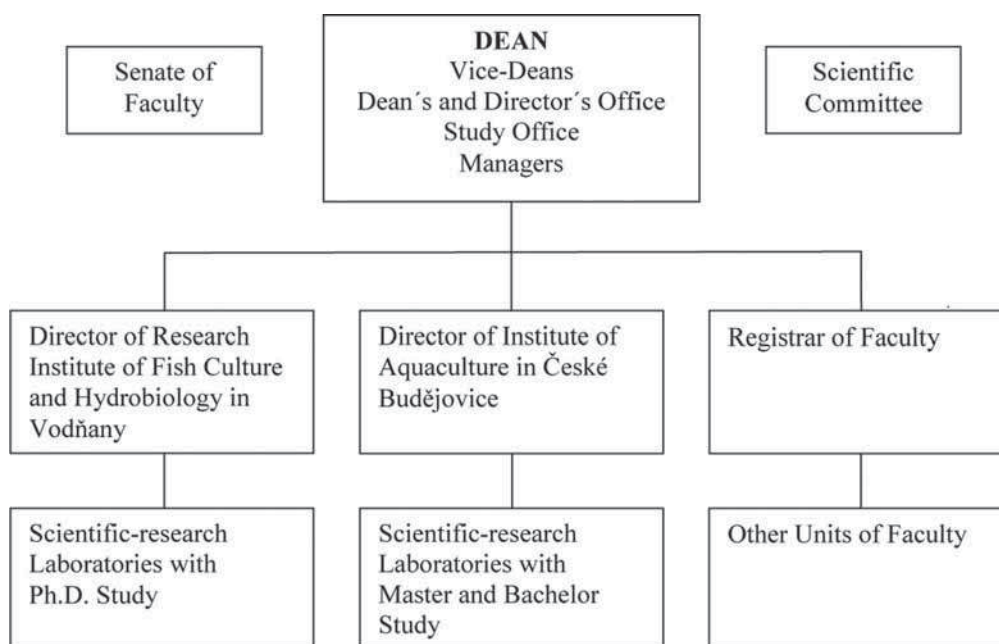 Senate of
Faculty
DEAN
Vice-Deans
Dean´s and Director´s Office
Study Office
Managers
Scientific
Committee
Director of Research
Institute of Fish Culture
and Hydrobiology in
Vodňany
Director of Institute of
Aquaculture in České
Budějovice
Registrar of Faculty
Scientific-research
Laboratories with
Ph.D. Study
Scientific-research
Laboratories with
Master and Bachelor
Study
Other Units of Faculty